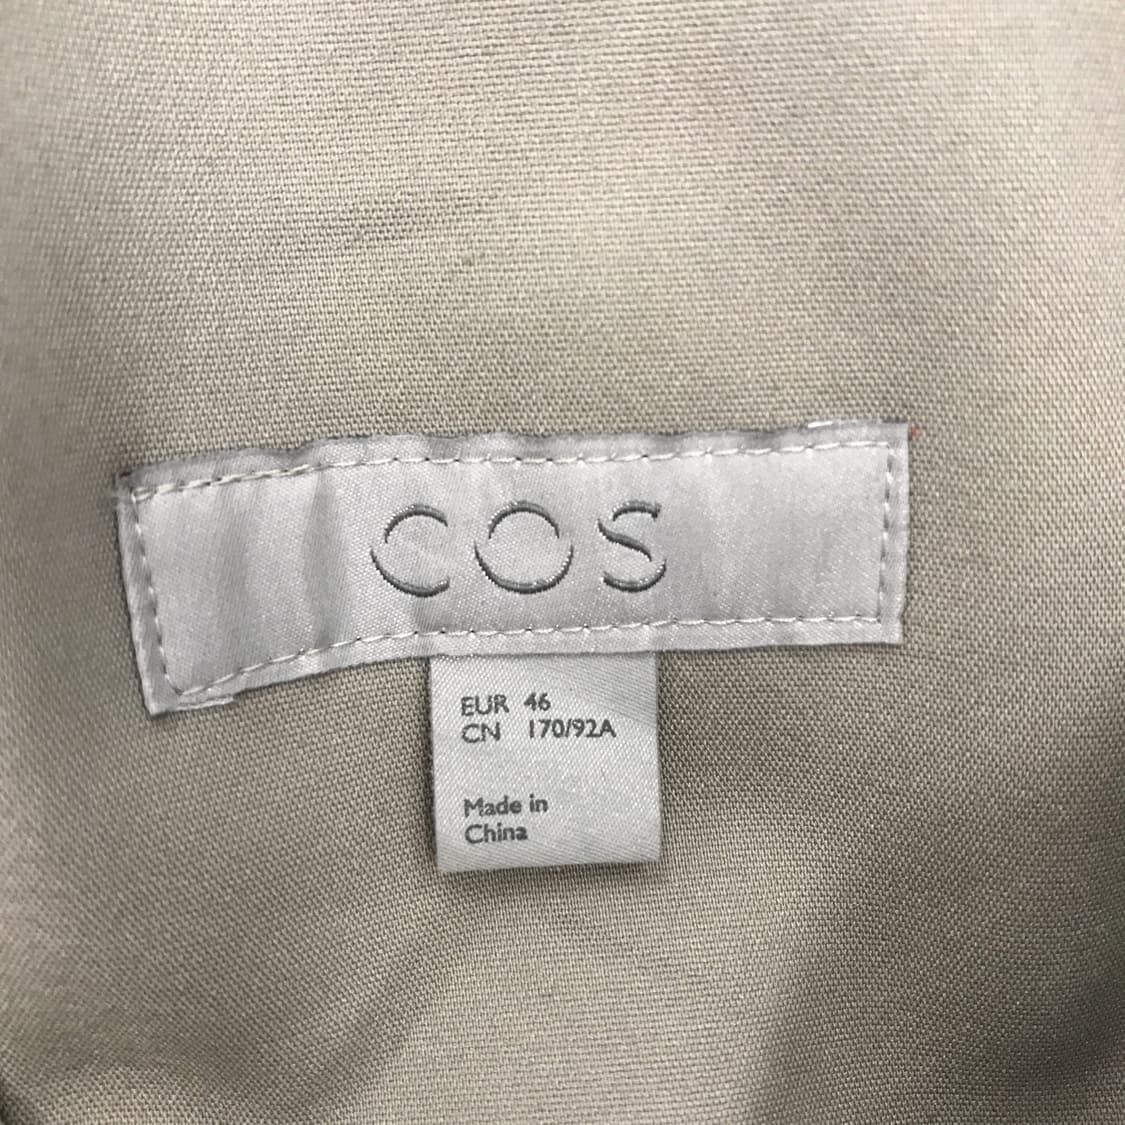 COS
EUR 46
CN 170/92A
Made in
China